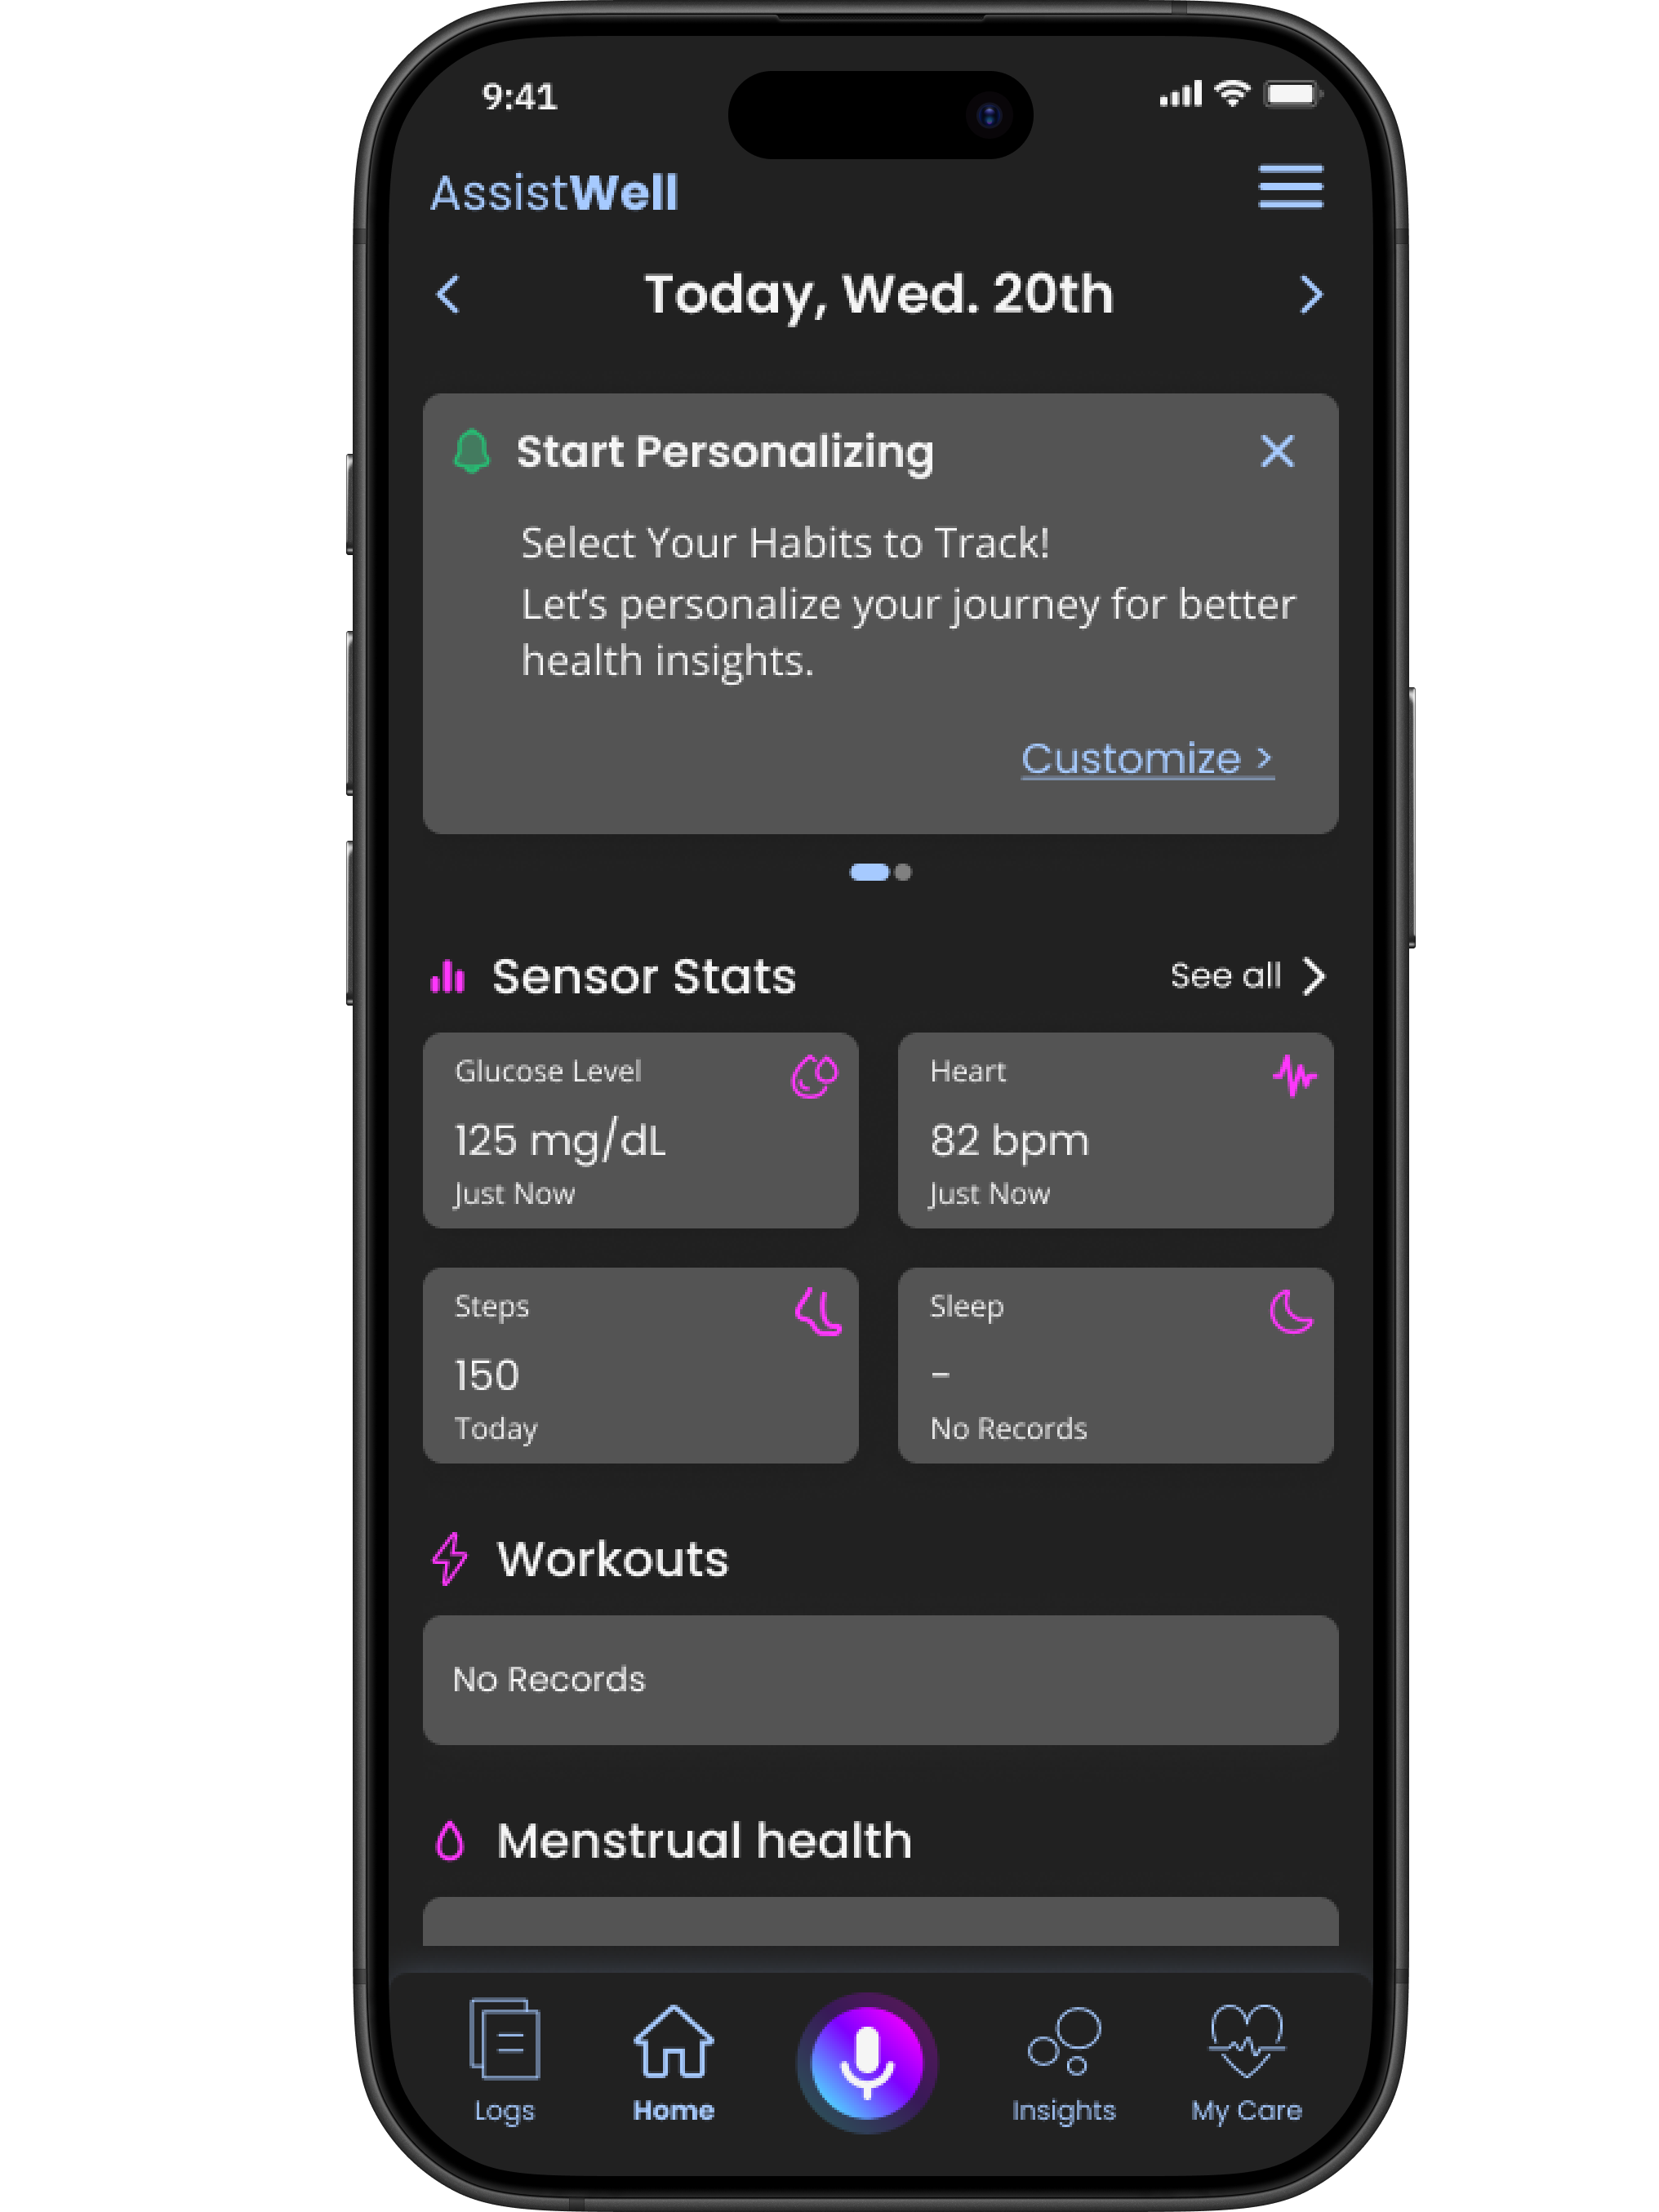 9:41
AssistWell
Today, Wed. 20th
Start Personalizing
Select Your Habits to Track!
Let’s personalize your journey for better
health insights.
Customize >
Sensor Stats
See all
Glucose Level
125 mg/dL
Just Now
Heart
82 bpm
Just Now
Steps
150
Today
Sleep
-
No Records
Workouts
No Records
Menstrual health
Logs
Home
Insights
My Care